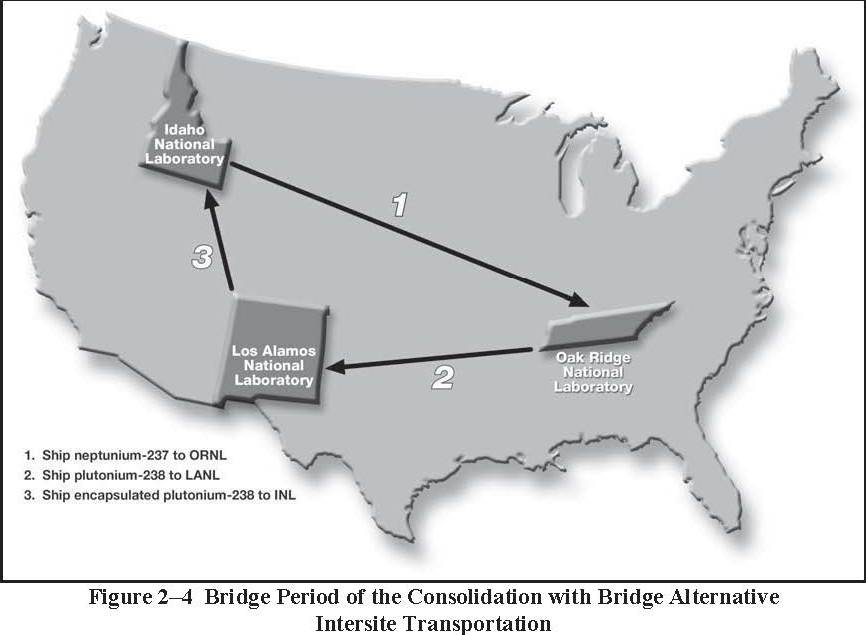 Idaho
National
Laboratory
1
3
Los Alamos
National
Laboratory
2
Oak Ridge
National
Laboratory
1. Ship neptunium-237 to ORNL
2. Ship plutonium-238 to LANL
3. Ship encapsulated plutonium-238 to INL
Figure 2–4 Bridge Period of the Consolidation with Bridge Alternative
Intersite Transportation